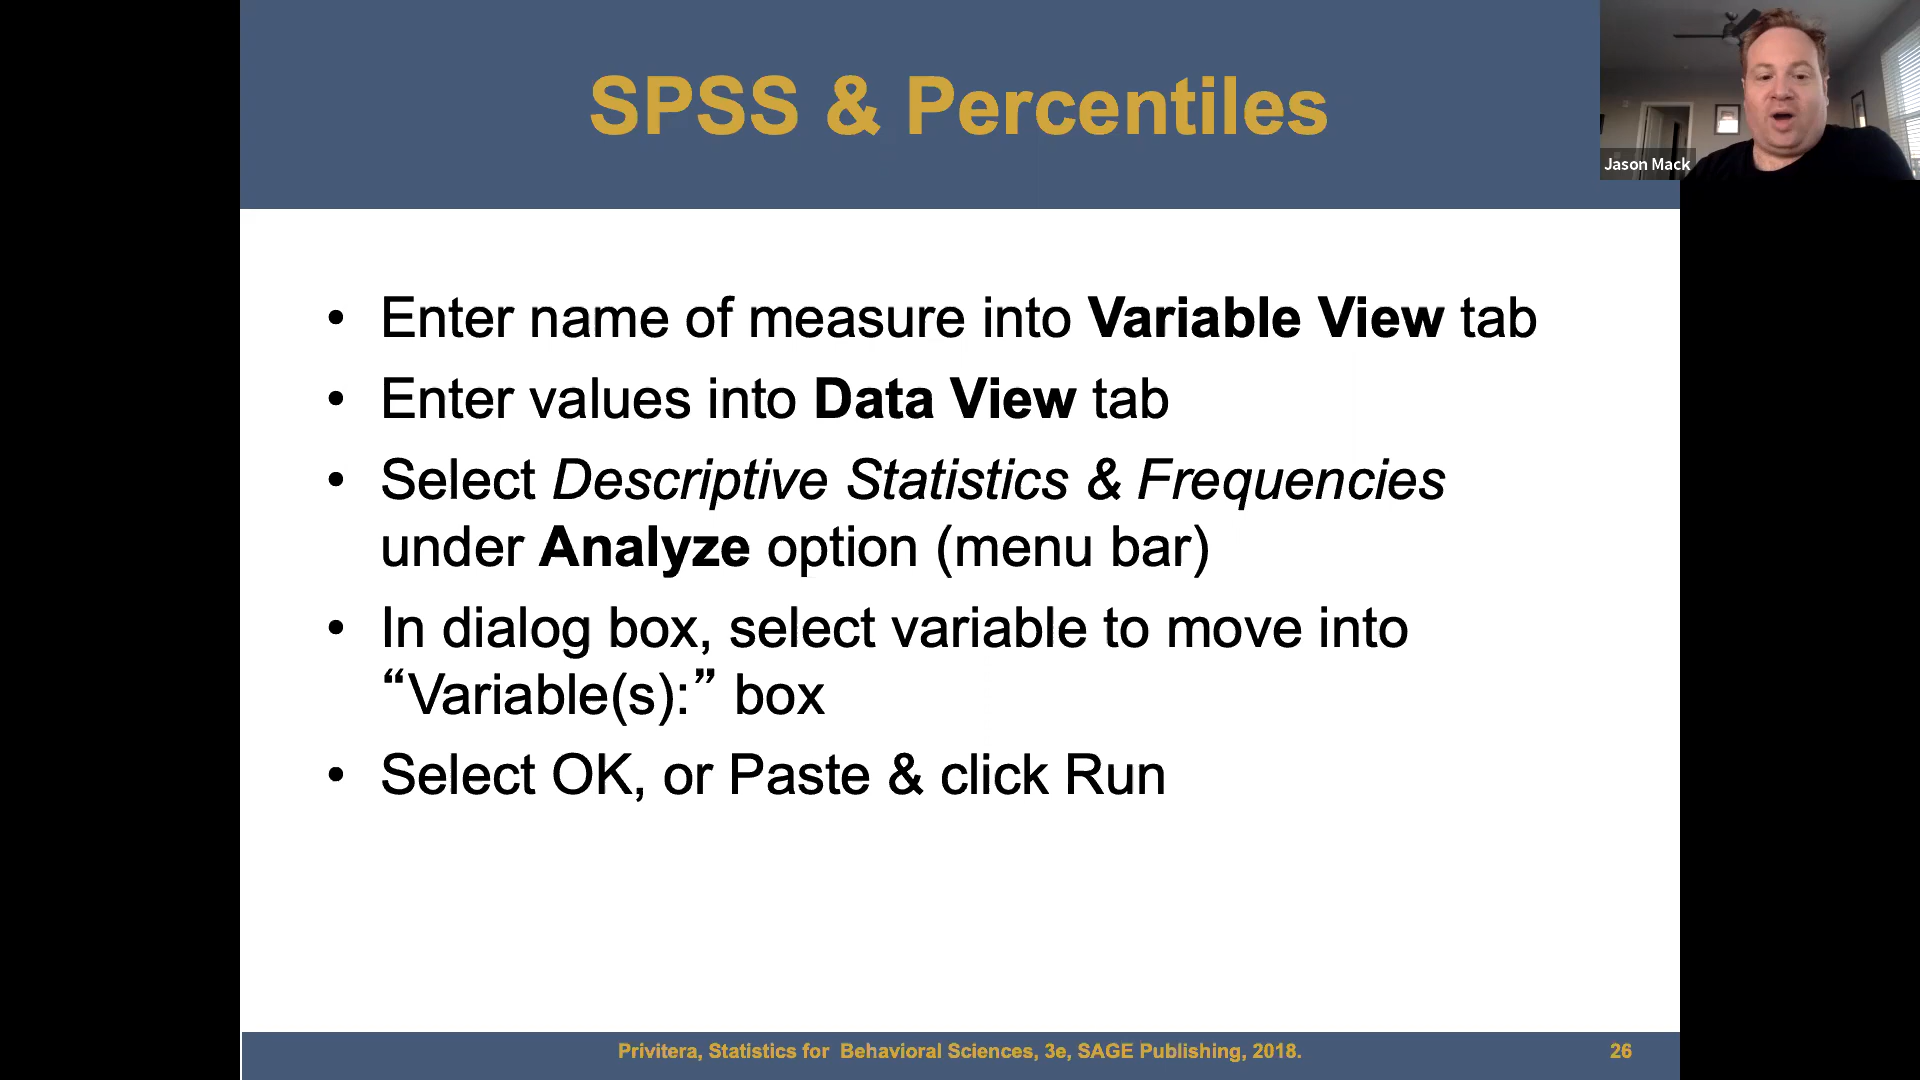 SPSS & Percentiles
Jason Mack
• Enter name of measure into Variable View tab
• Enter values into Data View tab
• Select Descriptive Statistics & Frequencies
under Analyze option (menu bar)
• In dialog box, select variable to move into
“Variable(s):” box
• Select OK, or Paste & click Run
Privitera, Statistics for Behavioral Sciences, 3e, SAGE Publishing, 2018.
26